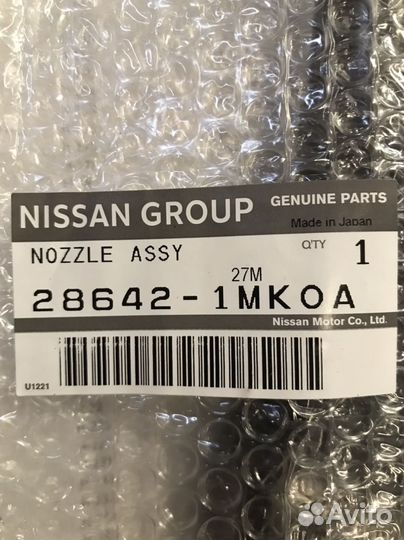 NISSAN GROUP
GENUINE PARTS
Made in Japan
NOZZLE ASSY
QTY 1
27M
28642-1MK0A
Nissan Motor Co., Ltd.
U1221
Avito